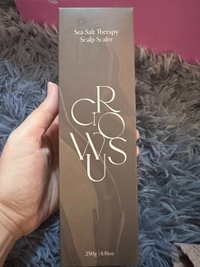 Sea Salt Therapy
Scalp Scaler
GROWUS
250g | 8.81oz